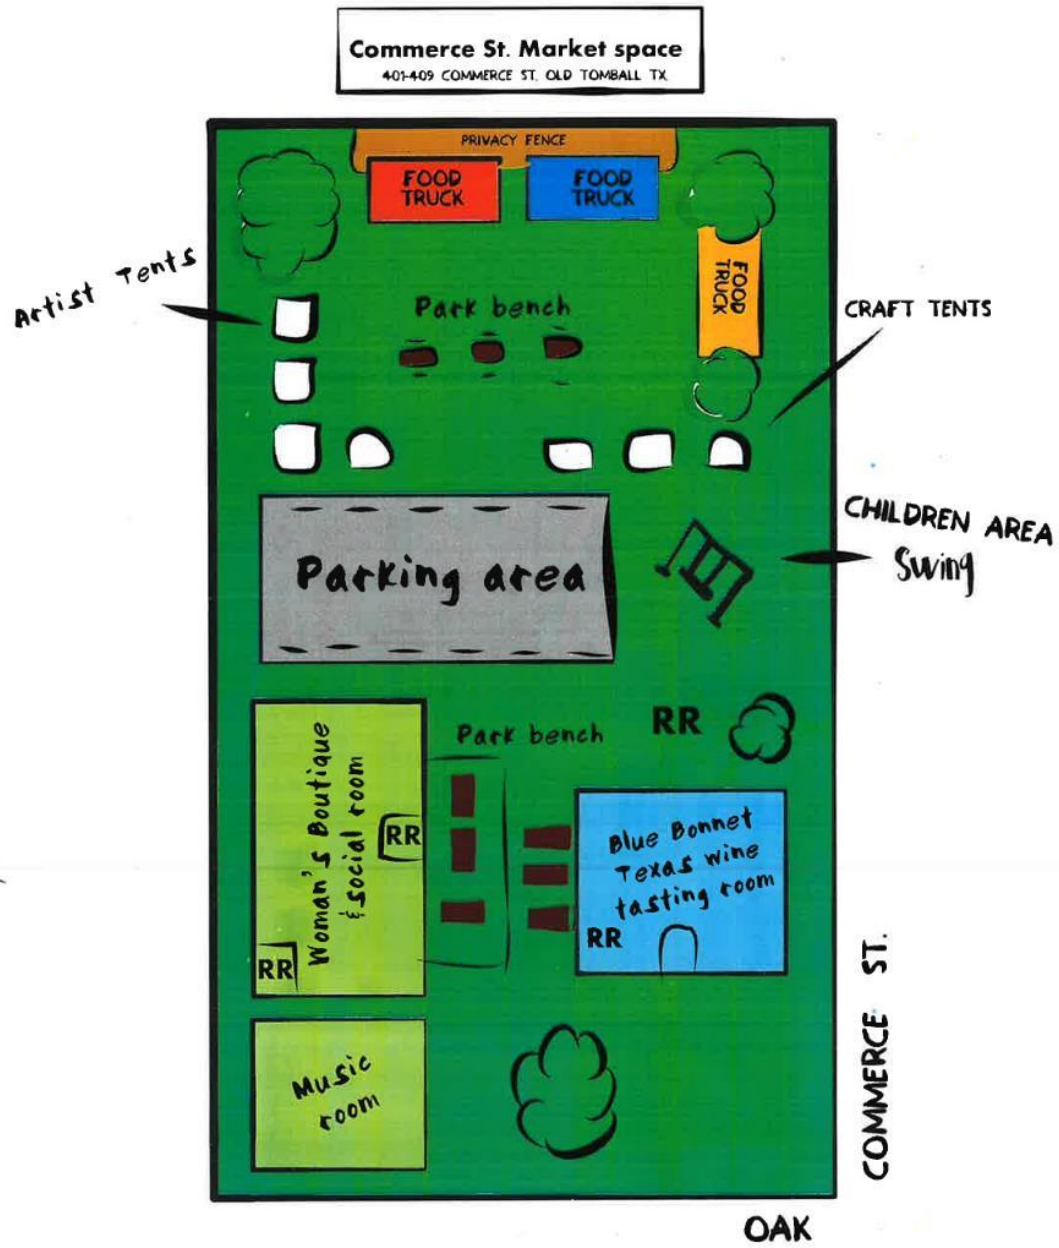 Commerce St. Market space
401-409 COMMERCE ST. OLD TOMBALL TX
PRIVACY FENCE
FOOD
TRUCK
FOOD
TRUCK
FOOD
TRUCK
Artist Tents
Park bench
CRAFT TENTS
CHILDREN AREA
Swing
Parking area
Park bench
RR
Woman's Boutique
& social room
RR
RR
Blue Bonnet
Texas wine
tasting room
RR
Music
room
COMMERCE ST.
OAK